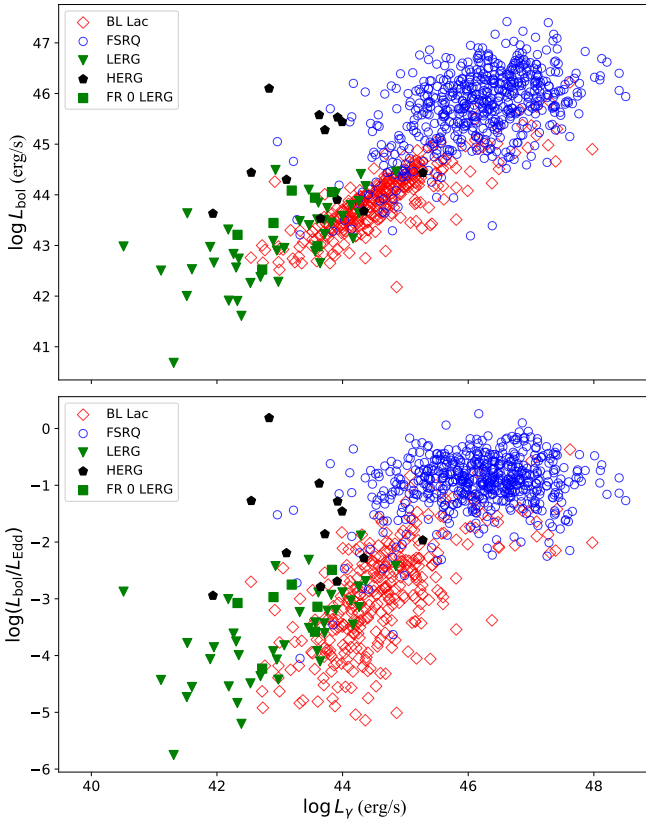 47
46
45
44
43
42
41
log L_bol (erg/s)
BL Lac
FSRQ
LERG
HERG
FR 0 LERG
0
−1
−2
−3
−4
−5
−6
log(L_bol/L_Edd)
BL Lac
FSRQ
LERG
HERG
FR 0 LERG
40 42 44 46 48
log L_γ (erg/s)